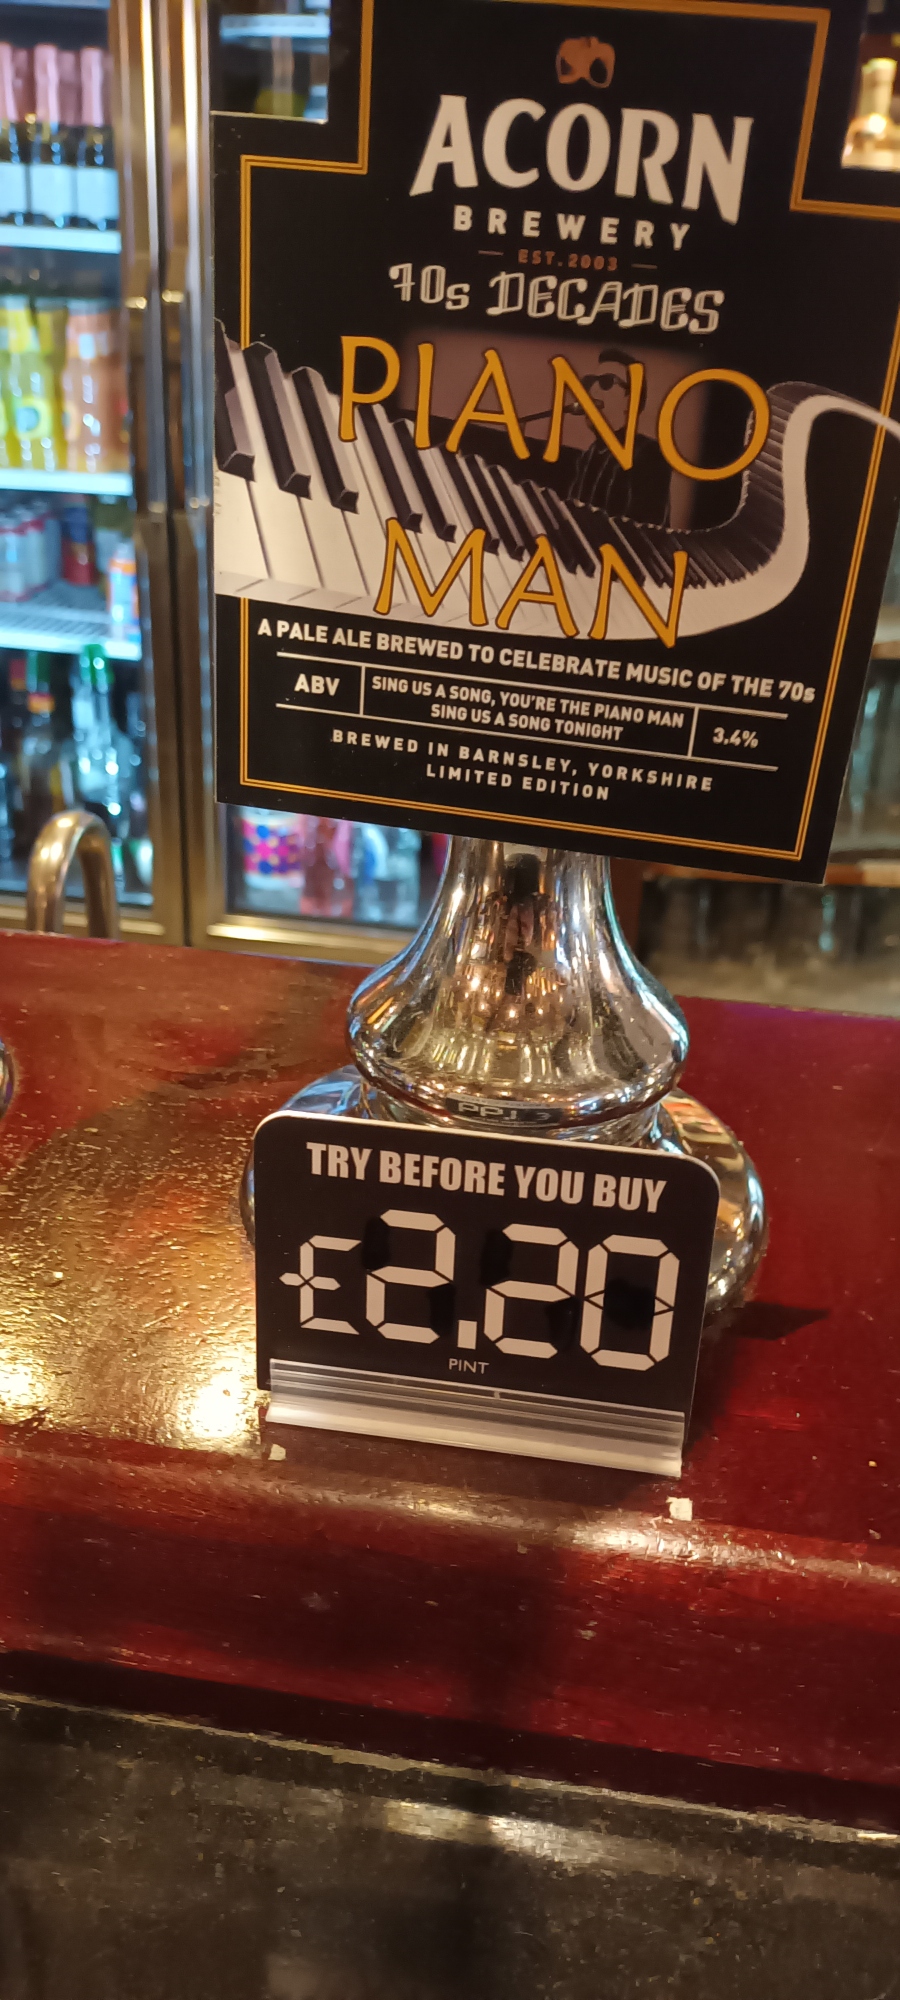 ACORN
BREWERY
EST. 2003
70s DECADES
PIANO
MAN
A PALE ALE BREWED TO CELEBRATE MUSIC OF THE 70s
ABV
SING US A SONG, YOU'RE THE PIANO MAN
SING US A SONG TONIGHT
3.4%
BREWED IN BARNSLEY, YORKSHIRE
LIMITED EDITION
TRY BEFORE YOU BUY
£2.20
PINT